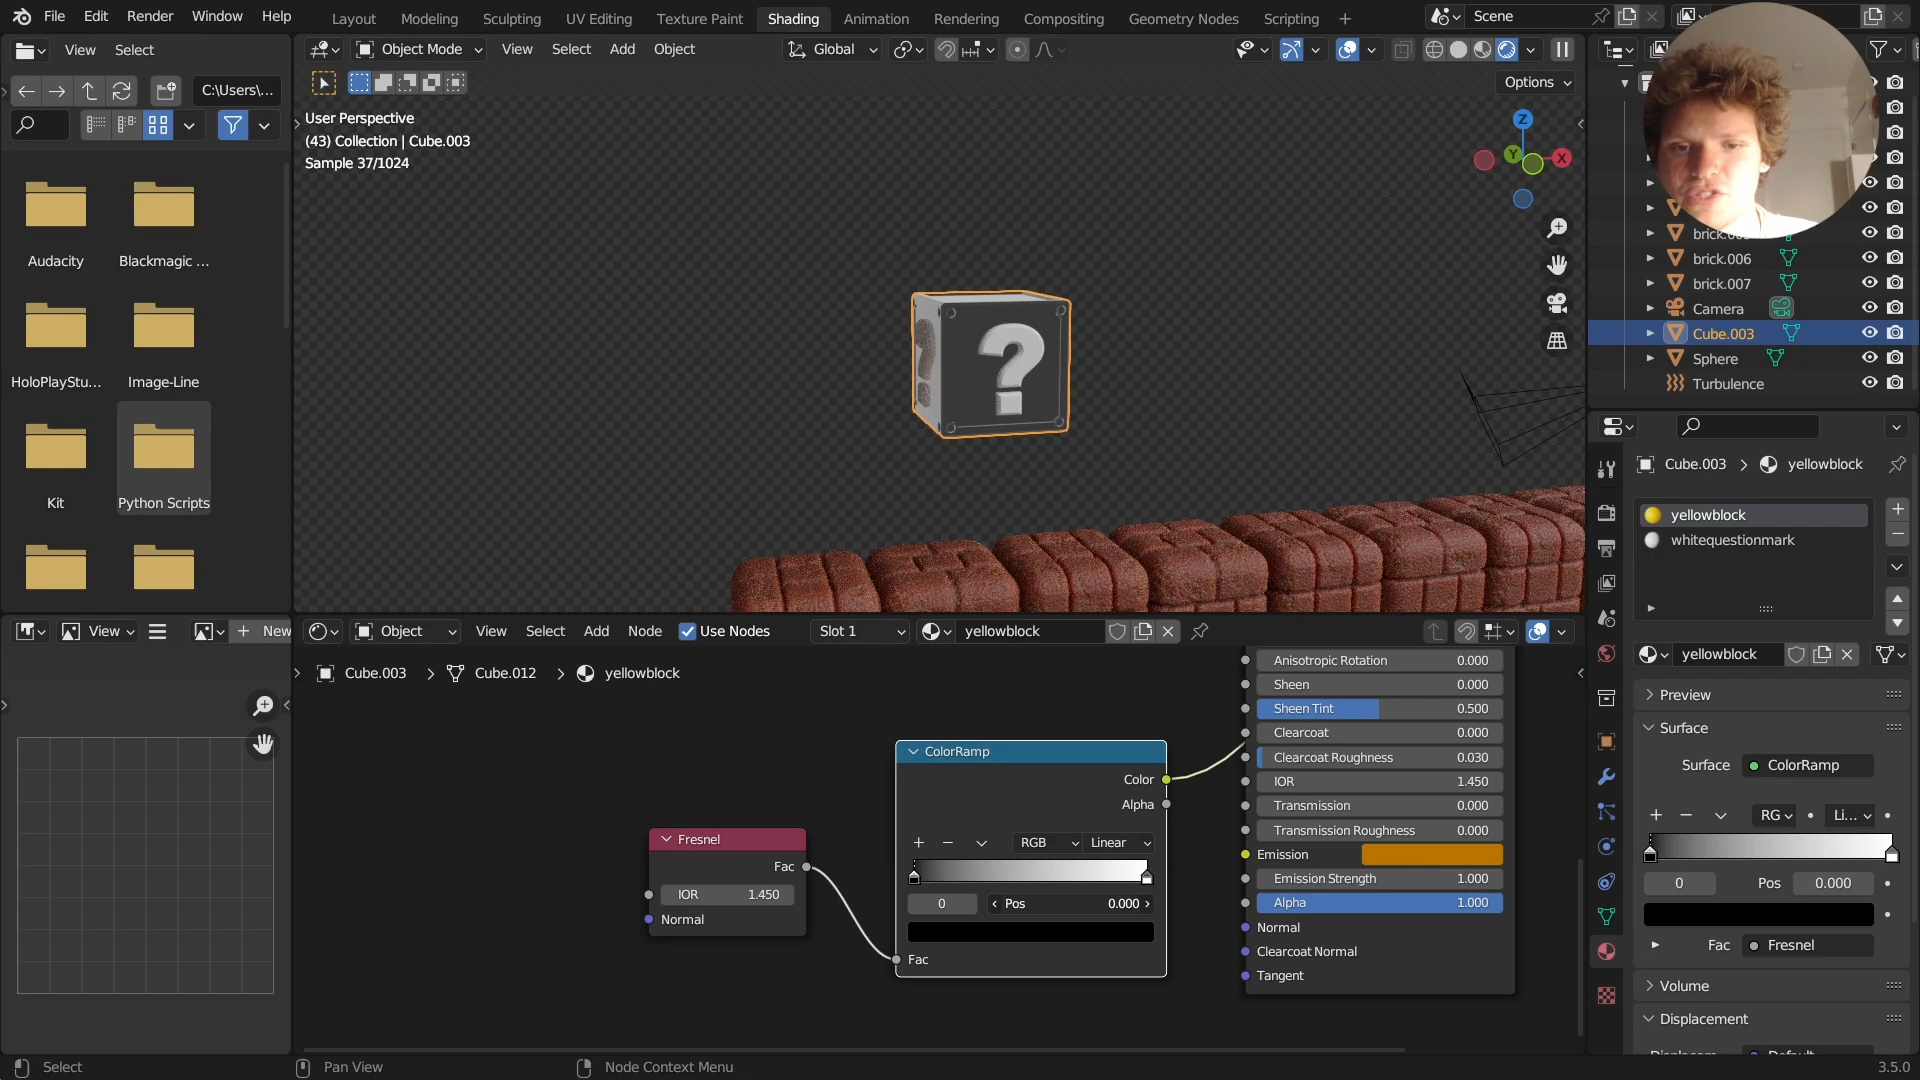 File Edit Render Window Help
Layout Modeling Sculpting UV Editing Texture Paint Shading Animation Rendering Compositing Geometry Nodes Scripting +
Scene
View Select
Object Mode View Select Add Object
Global
C:\Users\...
Options
User Perspective
(43) Collection | Cube.003
Sample 37/1024
Z
Y
X
?
Audacity
Blackmagic ...
HoloPlayStu...
Image-Line
Kit
Python Scripts
brick.006
brick.007
Camera
Cube.003
Sphere
Turbulence
Cube.003 > yellowblock
yellowblock
whitequestionmark
yellowblock
Preview
Surface
Surface ColorRamp
RG Li...
0 Pos 0.000
Fac Fresnel
Volume
Displacement
View
New
Object View Select Add Node Use Nodes Slot 1 yellowblock
Cube.003 > Cube.012 > yellowblock
Fresnel
Fac
IOR 1.450
Normal
ColorRamp
Color
Alpha
RGB Linear
0 Pos 0.000
Fac
Anisotropic Rotation 0.000
Sheen 0.000
Sheen Tint 0.500
Clearcoat 0.000
Clearcoat Roughness 0.030
IOR 1.450
Transmission 0.000
Transmission Roughness 0.000
Emission
Emission Strength 1.000
Alpha 1.000
Normal
Clearcoat Normal
Tangent
Select
Pan View
Node Context Menu
3.5.0